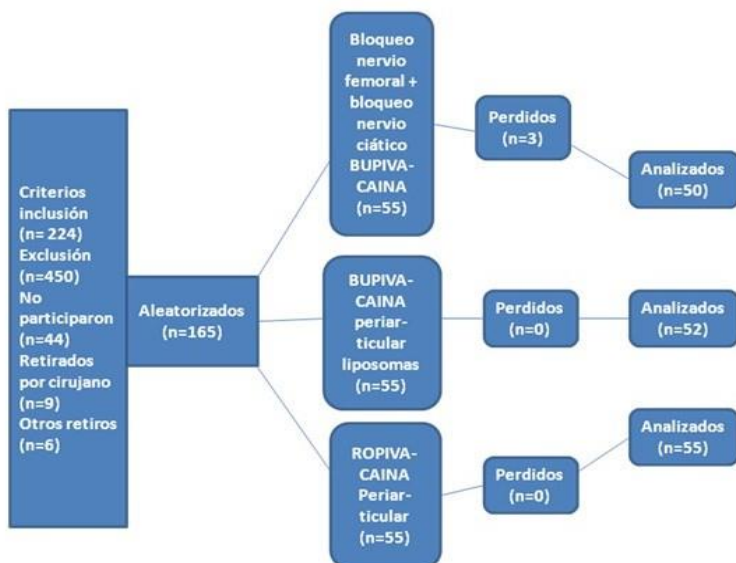 Criterios
inclusión
(n= 224)
Exclusión
(n=450)
No
participaron
(n=44)
Retirados
por cirujano
(n=9)
Otros retiros
(n=6)
Aleatorizados
(n=165)
Bloqueo
nervio
femoral +
bloqueo
nervio
ciático
BUPIVA-
CAINA
(n=55)
Perdidos
(n=3)
Analizados
(n=50)
BUPIVA-
CAINA
periar-
ticular
liposomas
(n=55)
Perdidos
(n=0)
Analizados
(n=52)
ROPIVA-
CAINA
Periar-
ticular
(n=55)
Perdidos
(n=0)
Analizados
(n=55)